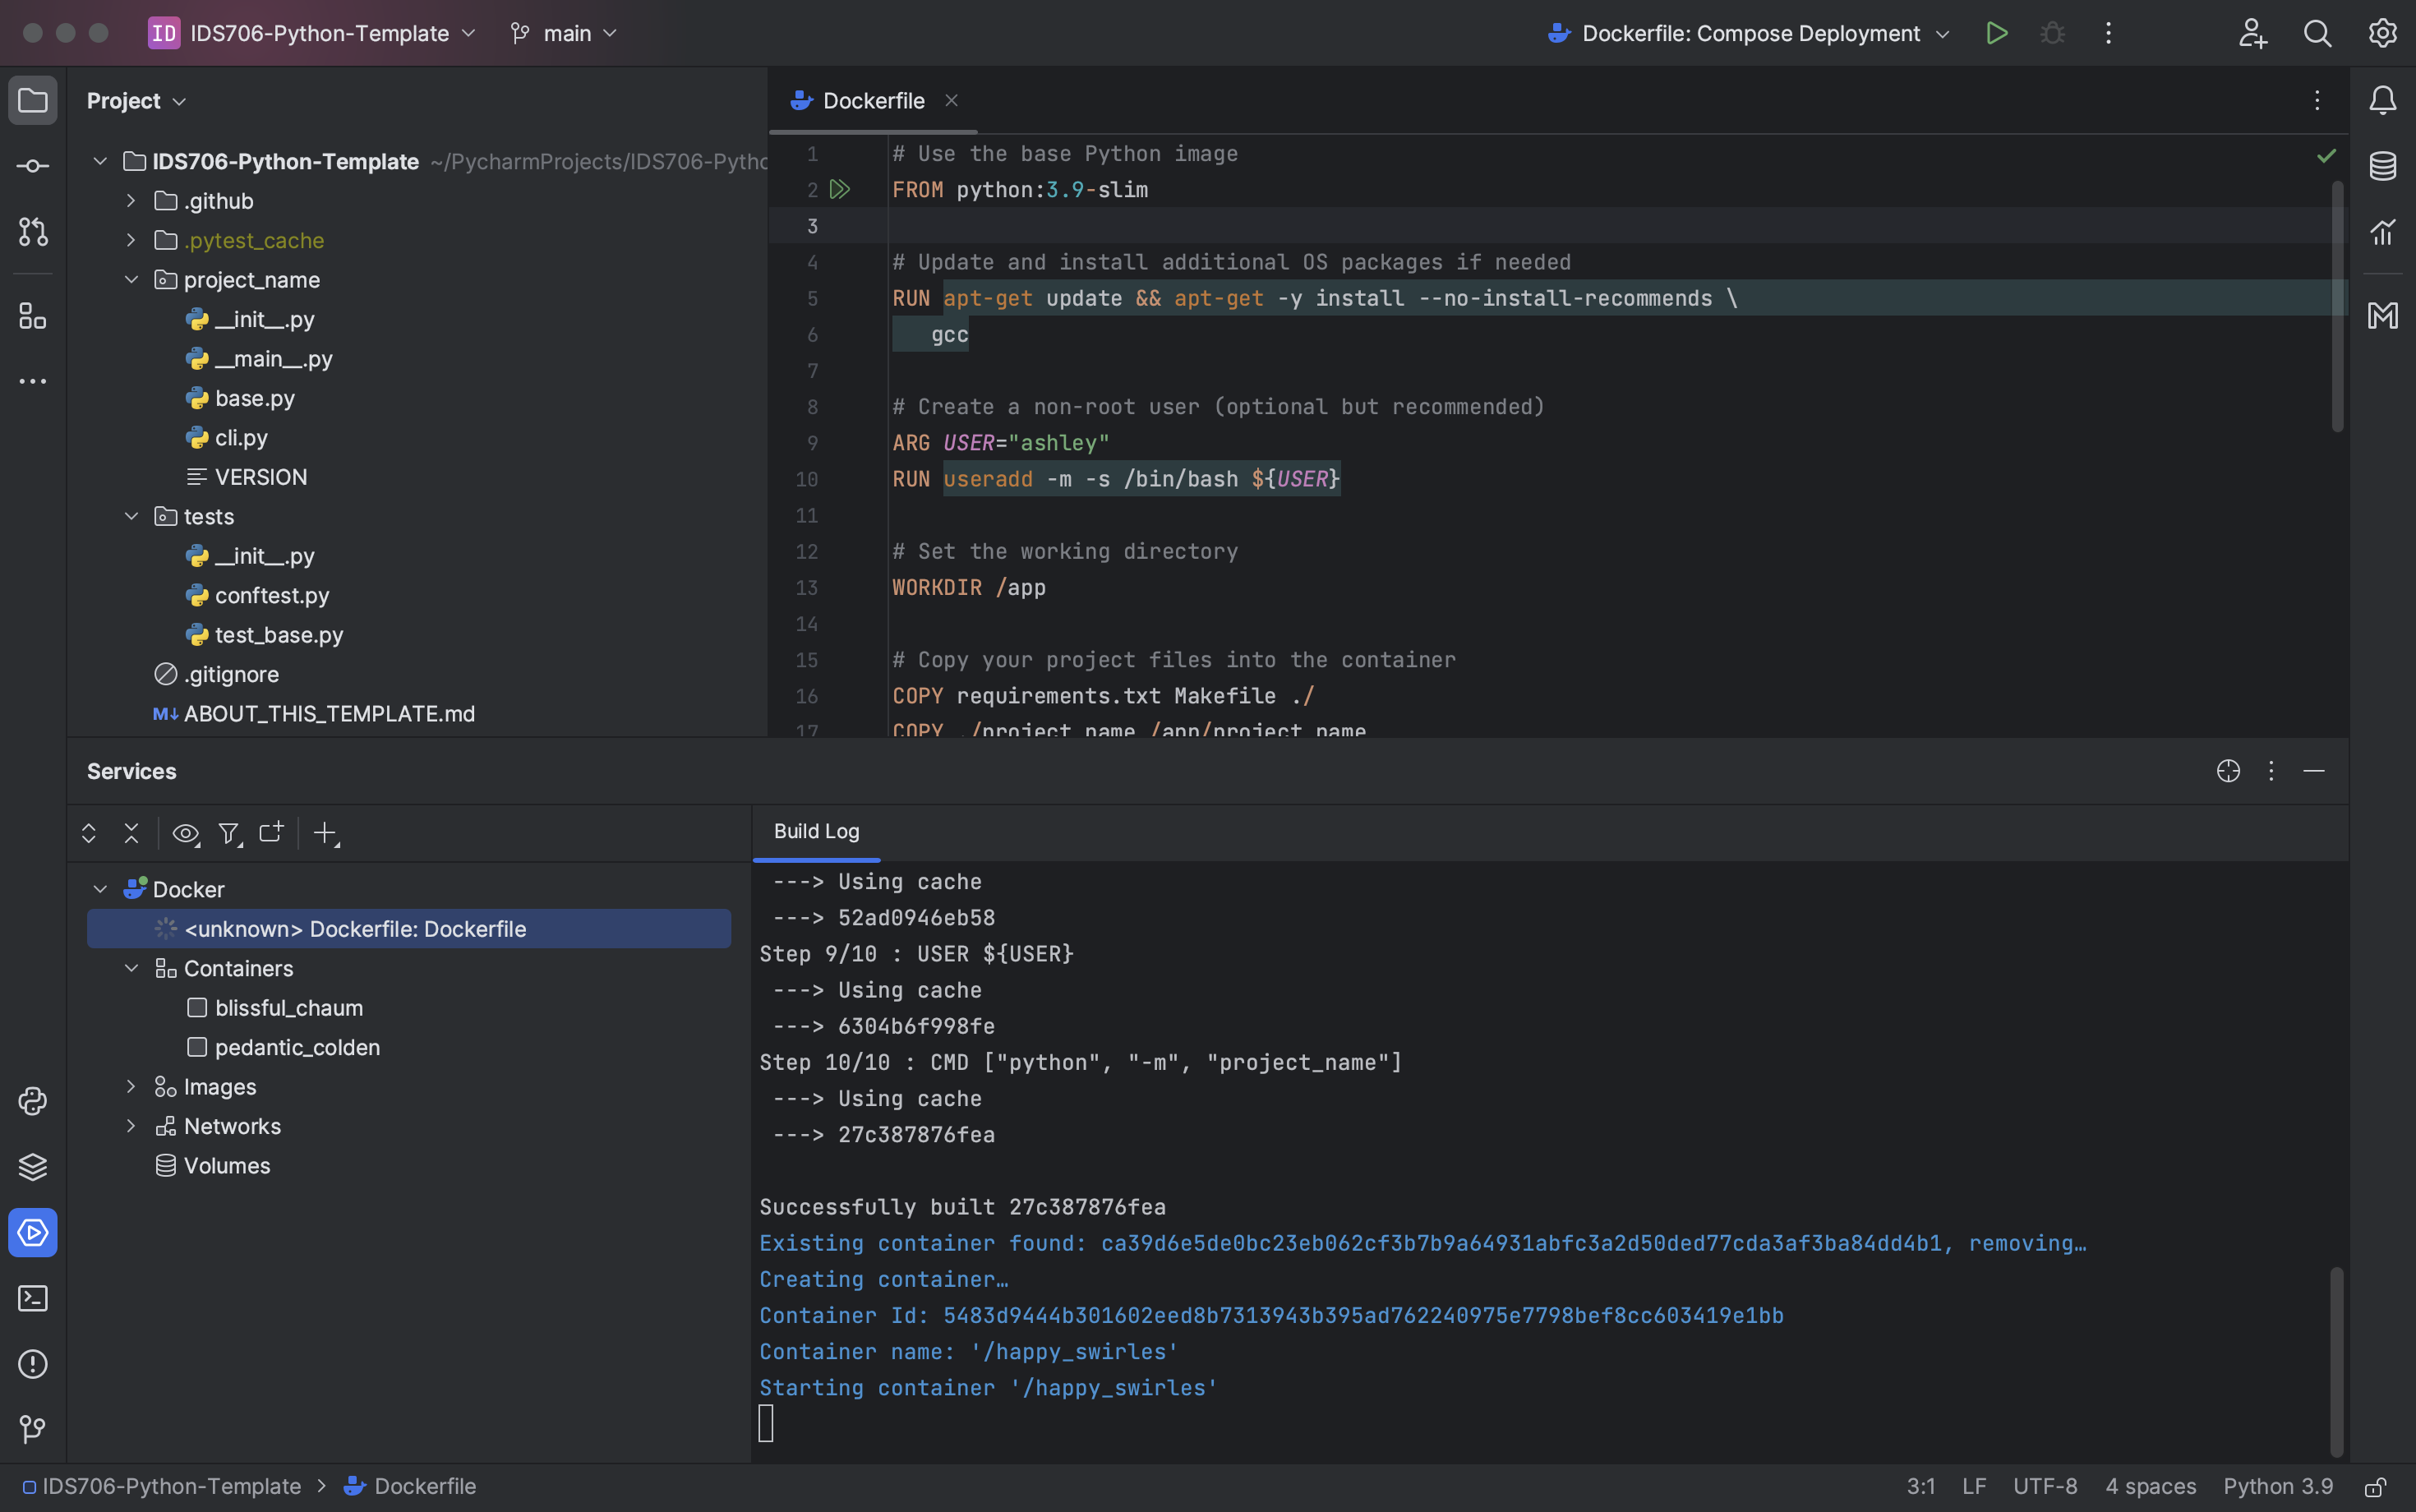 ID IDS706-Python-Template main Dockerfile: Compose Deployment
Project
IDS706-Python-Template ~/PycharmProjects/IDS706-Pytho
.github
.pytest_cache
project_name
__init__.py
__main__.py
base.py
cli.py
VERSION
tests
__init__.py
conftest.py
test_base.py
.gitignore
M↓ ABOUT_THIS_TEMPLATE.md
Dockerfile
1 # Use the base Python image
2 FROM python:3.9-slim
3
4 # Update and install additional OS packages if needed
5 RUN apt-get update && apt-get -y install --no-install-recommends \
6 gcc
7
8 # Create a non-root user (optional but recommended)
9 ARG USER="ashley"
10 RUN useradd -m -s /bin/bash ${USER}
11
12 # Set the working directory
13 WORKDIR /app
14
15 # Copy your project files into the container
16 COPY requirements.txt Makefile ./
17 COPY ./project_name /app/project_name
Services
Docker
<unknown> Dockerfile: Dockerfile
Containers
blissful_chaum
pedantic_colden
Images
Networks
Volumes
Build Log
---> Using cache
---> 52ad0946eb58
Step 9/10 : USER ${USER}
---> Using cache
---> 6304b6f998fe
Step 10/10 : CMD ["python", "-m", "project_name"]
---> Using cache
---> 27c387876fea
Successfully built 27c387876fea
Existing container found: ca39d6e5de0bc23eb062cf3b7b9a64931abfc3a2d50ded77cda3af3ba84dd4b1, removing…
Creating container…
Container Id: 5483d9444b301602eed8b7313943b395ad762240975e7798bef8cc603419e1bb
Container name: '/happy_swirles'
Starting container '/happy_swirles'
IDS706-Python-Template > Dockerfile 3:1 LF UTF-8 4 spaces Python 3.9